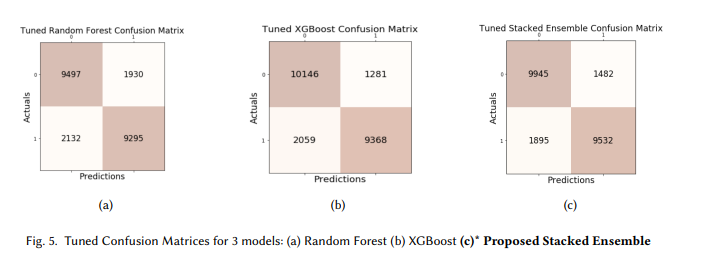 Tuned Random Forest Confusion Matrix
0 1
0 9497 1930
Actuals
1 2132 9295
Predictions
(a)
Tuned XGBoost Confusion Matrix
0 1
0 10146 1281
Actuals
1 2059 9368
Predictions
(b)
Tuned Stacked Ensemble Confusion Matrix
0 1
0 9945 1482
Actuals
1 1895 9532
Predictions
(c)
Fig. 5. Tuned Confusion Matrices for 3 models: (a) Random Forest (b) XGBoost (c)* Proposed Stacked Ensemble